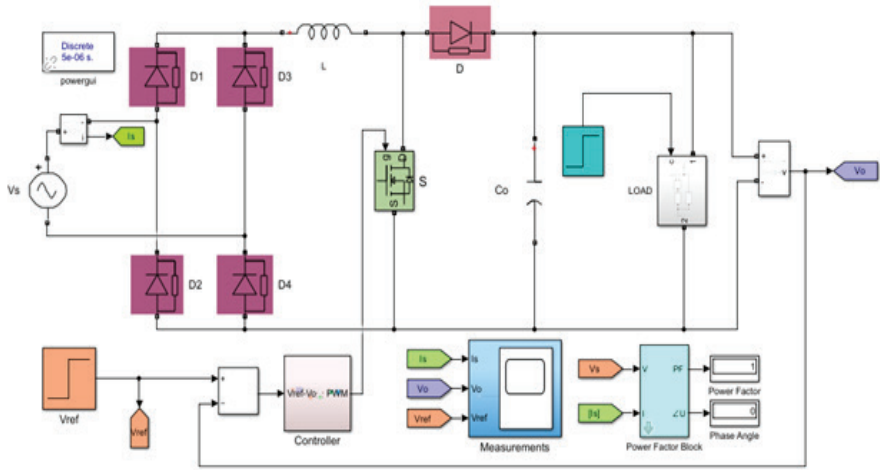 Discrete
5e-06 s.
powergui
D1
D3
L
D
+
-
i
Is
+
Vs
g
D
S
S
Co
c
1
LOAD
2
+
-
v
Vo
D2
D4
Vref
Vref
+
−
Vref-Vo
PWM
Controller
Is
Vo
Vref
Is
Vo
Vref
Measurements
Vs
[Is]
V
I
PF
Power Factor Block
1
Power Factor
0
Phase Angle